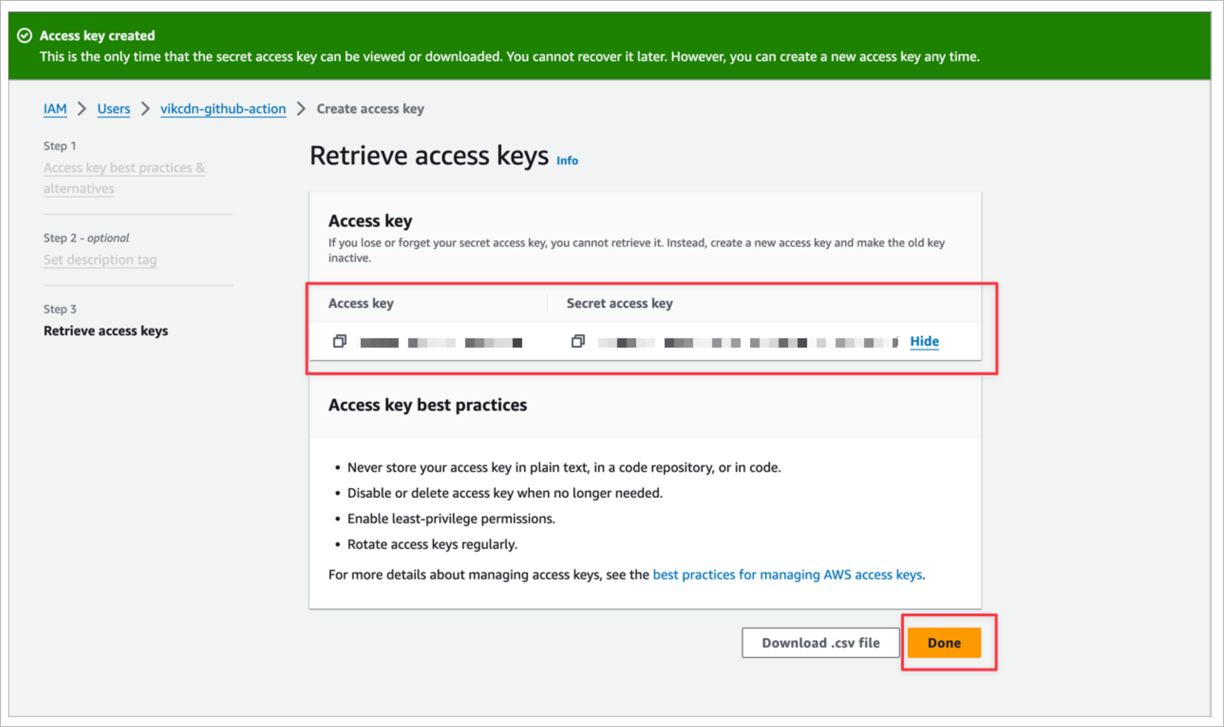 Access key created
This is the only time that the secret access key can be viewed or downloaded. You cannot recover it later. However, you can create a new access key any time.
IAM > Users > vikcdn-github-action > Create access key
Step 1
Access key best practices &
alternatives
Step 2 - optional
Set description tag
Step 3
Retrieve access keys
Retrieve access keys Info
Access key
If you lose or forget your secret access key, you cannot retrieve it. Instead, create a new access key and make the old key
inactive.
Access key Secret access key
Hide
Access key best practices
• Never store your access key in plain text, in a code repository, or in code.
• Disable or delete access key when no longer needed.
• Enable least-privilege permissions.
• Rotate access keys regularly.
For more details about managing access keys, see the best practices for managing AWS access keys.
Download .csv file Done